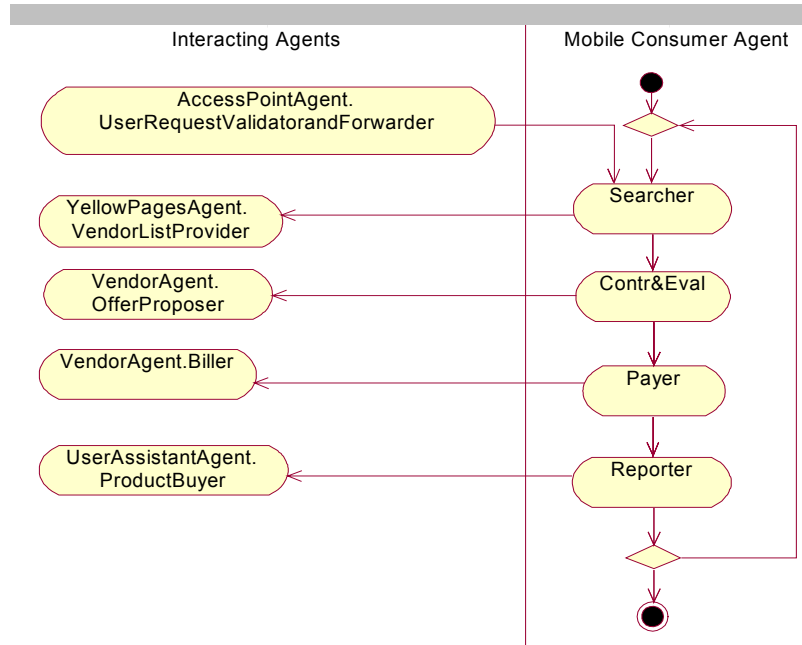 Interacting Agents
Mobile Consumer Agent
AccessPointAgent.
UserRequestValidatorandForwarder
Searcher
YellowPagesAgent.
VendorListProvider
Contr&Eval
VendorAgent.
OfferProposer
VendorAgent.Biller
Payer
UserAssistantAgent.
ProductBuyer
Reporter